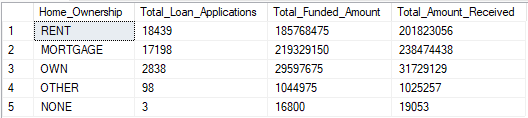 Home_Ownership Total_Loan_Applications Total_Funded_Amount Total_Amount_Received
1 RENT 18439 185768475 201823056
2 MORTGAGE 17198 219329150 238474438
3 OWN 2838 29597675 31729129
4 OTHER 98 1044975 1025257
5 NONE 3 16800 19053